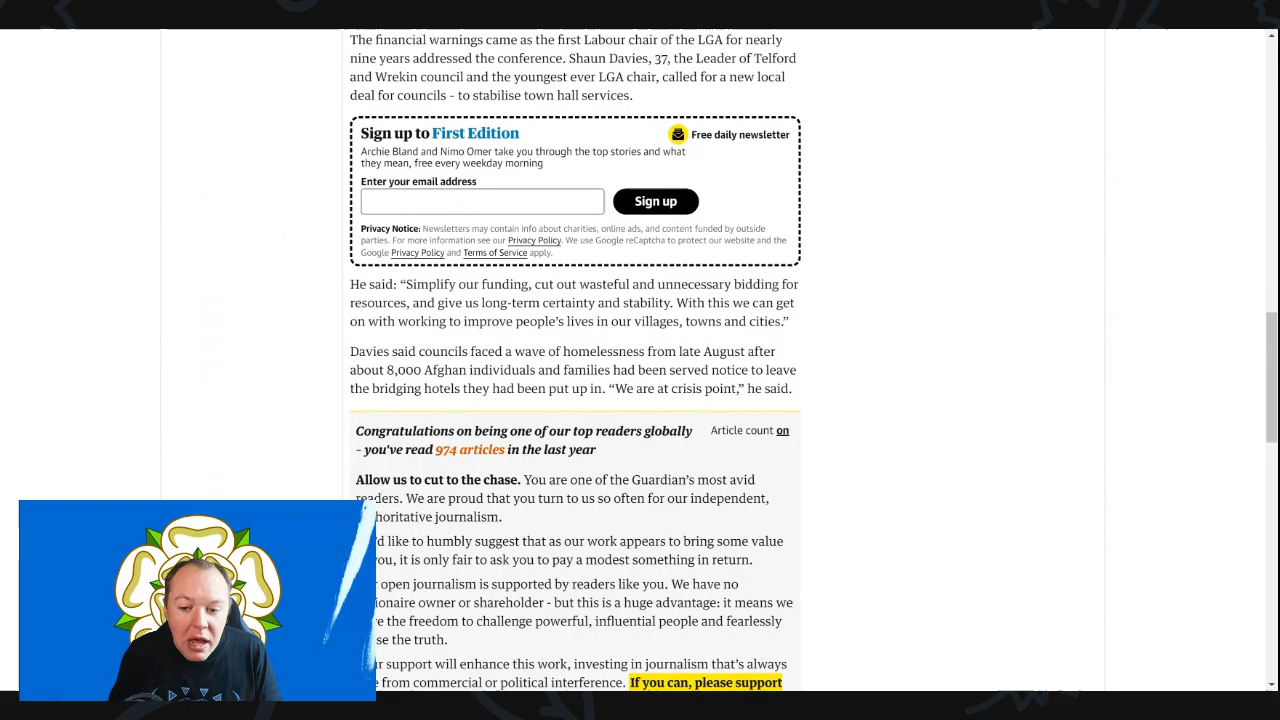 The financial warnings came as the first Labour chair of the LGA for nearly
nine years addressed the conference. Shaun Davies, 37, the Leader of Telford
and Wrekin council and the youngest ever LGA chair, called for a new local
deal for councils – to stabilise town hall services.
Sign up to First Edition
Free daily newsletter
Archie Bland and Nimo Omer take you through the top stories and what
they mean, free every weekday morning
Enter your email address
Sign up
Privacy Notice: Newsletters may contain info about charities, online ads, and content funded by outside
parties. For more information see our Privacy Policy. We use Google reCaptcha to protect our website and the
Google Privacy Policy and Terms of Service apply.
He said: “Simplify our funding, cut out wasteful and unnecessary bidding for
resources, and give us long-term certainty and stability. With this we can get
on with working to improve people’s lives in our villages, towns and cities.”
Davies said councils faced a wave of homelessness from late August after
about 8,000 Afghan individuals and families had been served notice to leave
the bridging hotels they had been put up in. “We are at crisis point,” he said.
Congratulations on being one of our top readers globally
– you've read 974 articles in the last year
Article count on
Allow us to cut to the chase. You are one of the Guardian’s most avid
readers. We are proud that you turn to us so often for our independent,
horitative journalism.
'd like to humbly suggest that as our work appears to bring some value
you, it is only fair to ask you to pay a modest something in return.
r open journalism is supported by readers like you. We have no
ionaire owner or shareholder - but this is a huge advantage: it means we
e the freedom to challenge powerful, influential people and fearlessly
se the truth.
r support will enhance this work, investing in journalism that’s always
e from commercial or political interference. If you can, please support